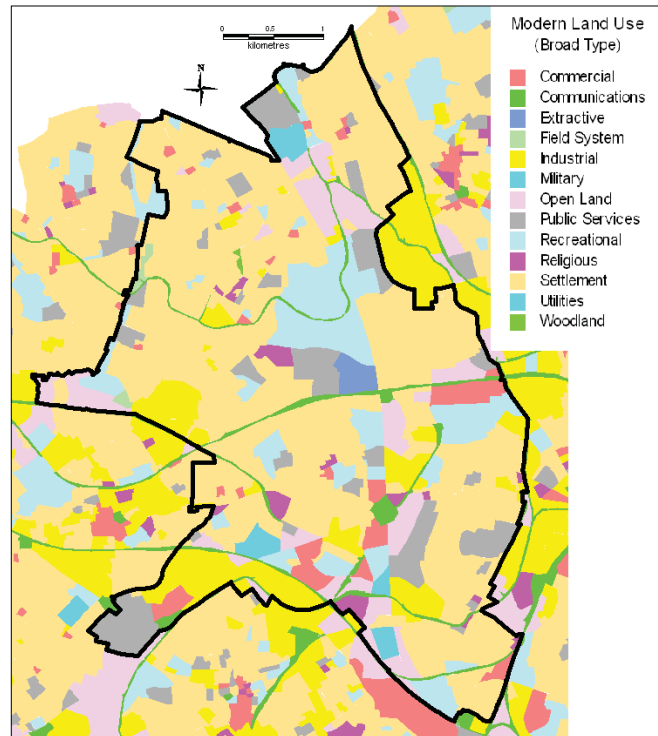 Modern Land Use
(Broad Type)
0 0.5 1
kilometres
N
Commercial
Communications
Extractive
Field System
Industrial
Military
Open Land
Public Services
Recreational
Religious
Settlement
Utilities
Woodland